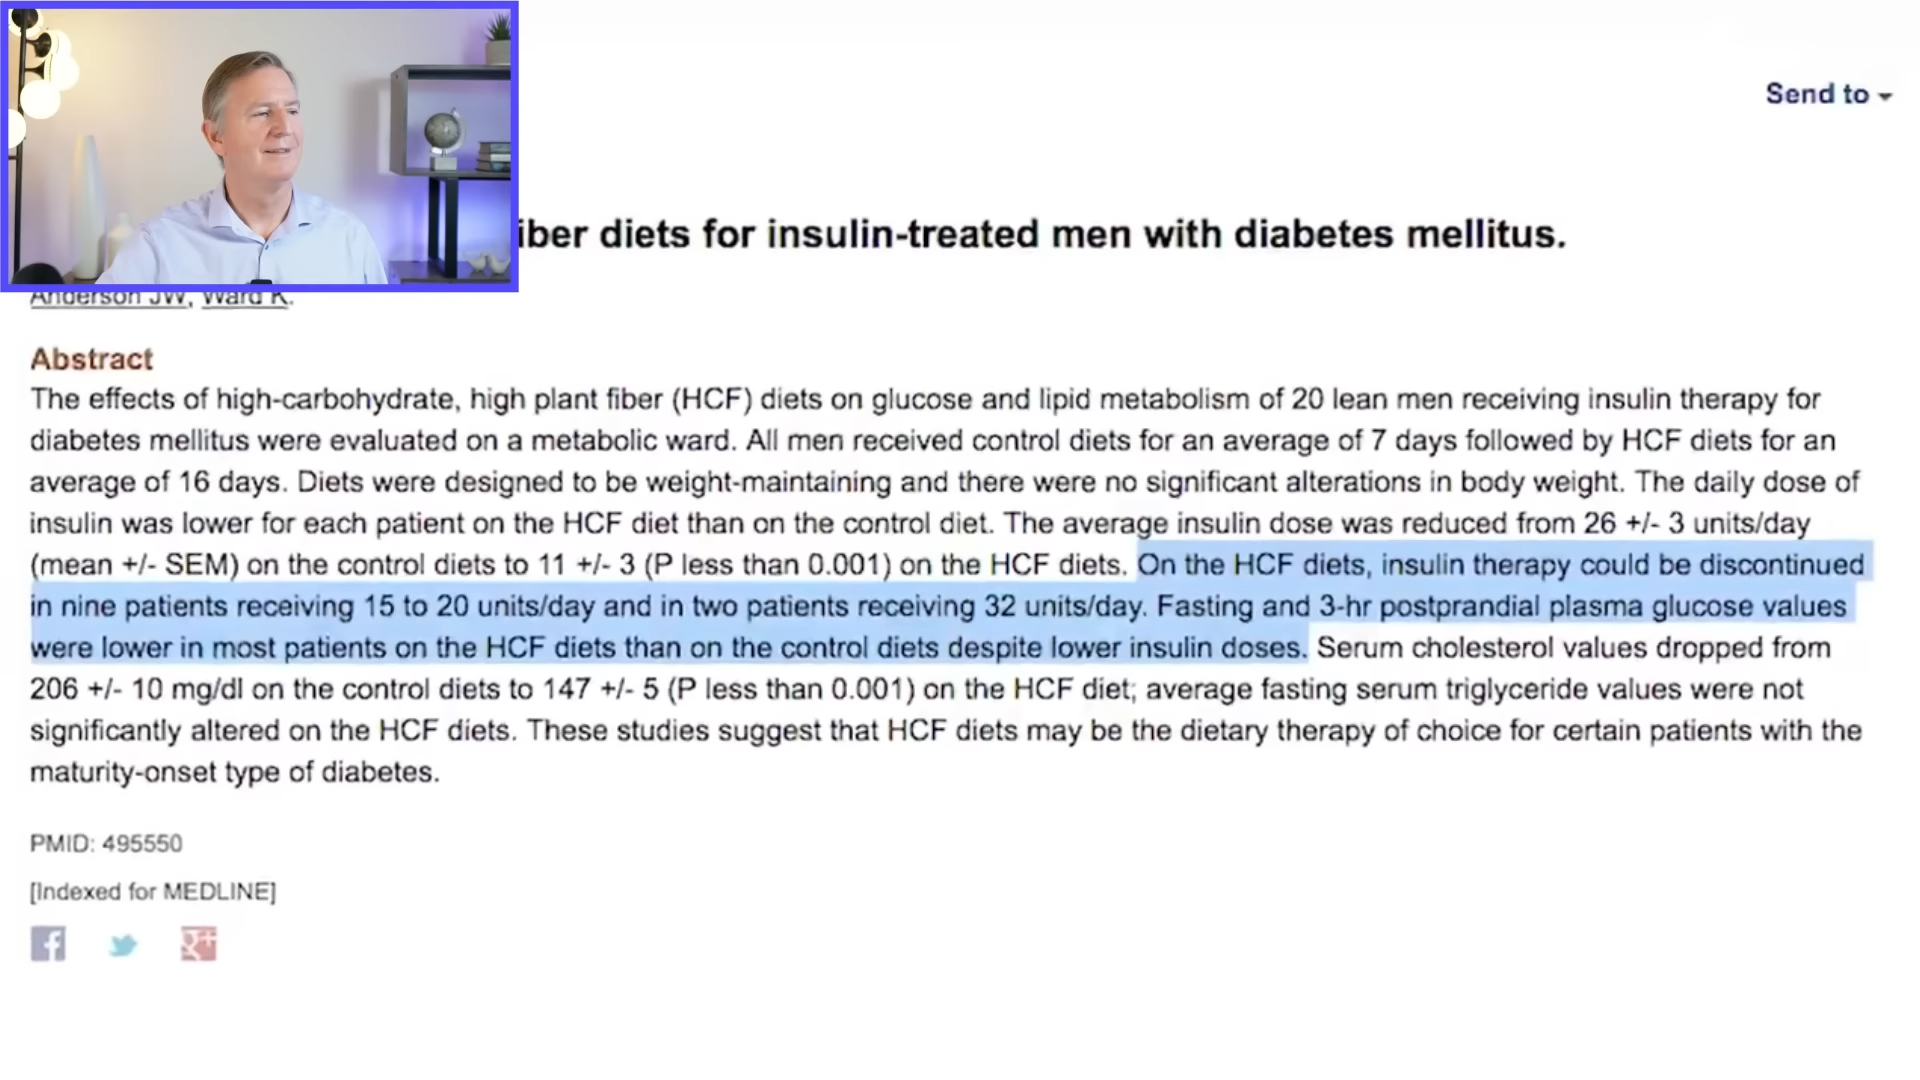 Send to
iber diets for insulin-treated men with diabetes mellitus.
Anderson JW, Ward K.
Abstract
The effects of high-carbohydrate, high plant fiber (HCF) diets on glucose and lipid metabolism of 20 lean men receiving insulin therapy for
diabetes mellitus were evaluated on a metabolic ward. All men received control diets for an average of 7 days followed by HCF diets for an
average of 16 days. Diets were designed to be weight-maintaining and there were no significant alterations in body weight. The daily dose of
insulin was lower for each patient on the HCF diet than on the control diet. The average insulin dose was reduced from 26 +/- 3 units/day
(mean +/- SEM) on the control diets to 11 +/- 3 (P less than 0.001) on the HCF diets. On the HCF diets, insulin therapy could be discontinued
in nine patients receiving 15 to 20 units/day and in two patients receiving 32 units/day. Fasting and 3-hr postprandial plasma glucose values
were lower in most patients on the HCF diets than on the control diets despite lower insulin doses. Serum cholesterol values dropped from
206 +/- 10 mg/dl on the control diets to 147 +/- 5 (P less than 0.001) on the HCF diet; average fasting serum triglyceride values were not
significantly altered on the HCF diets. These studies suggest that HCF diets may be the dietary therapy of choice for certain patients with the
maturity-onset type of diabetes.
PMID: 495550
[Indexed for MEDLINE]